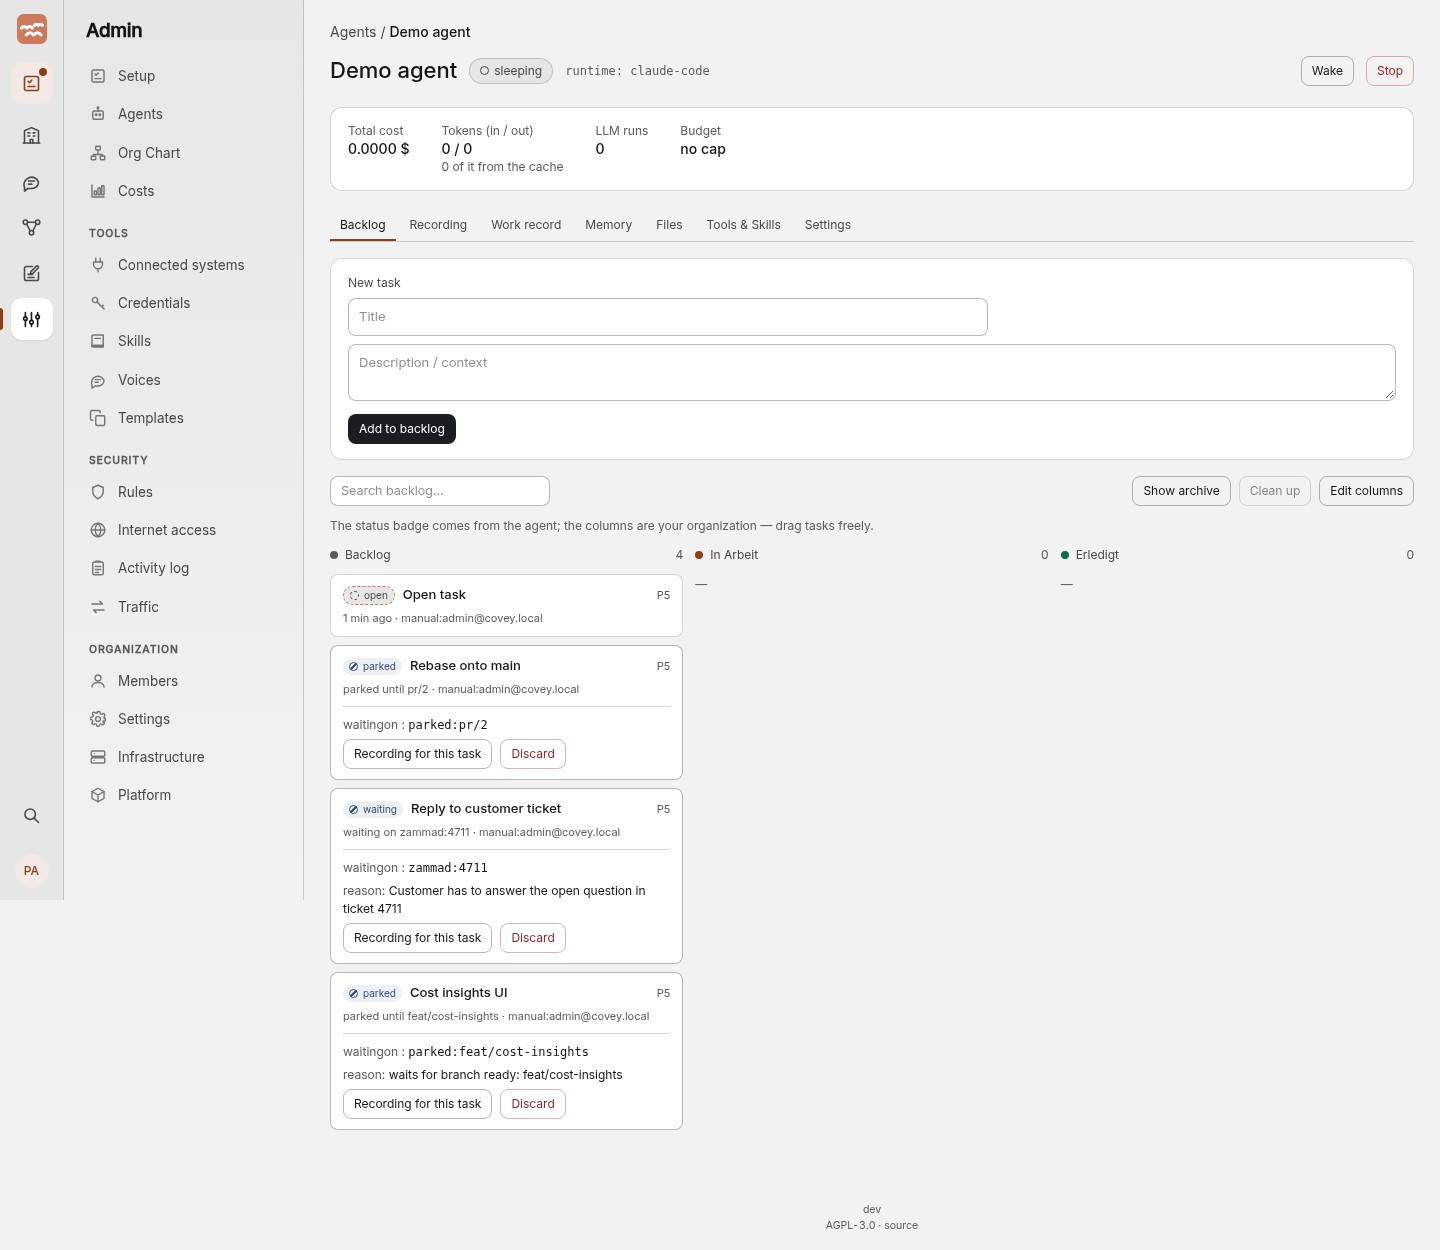 Admin
Setup
Agents
Org Chart
Costs
TOOLS
Connected systems
Credentials
Skills
Voices
Templates
SECURITY
Rules
Internet access
Activity log
Traffic
ORGANIZATION
Members
Settings
Infrastructure
Platform
PA
Agents / Demo agent
Demo agent sleeping runtime: claude-code Wake Stop
Total cost Tokens (in / out) LLM runs Budget
0.0000 $ 0 / 0 0 no cap
0 of it from the cache
Backlog Recording Work record Memory Files Tools & Skills Settings
New task
Title
Description / context
Add to backlog
Search backlog... Show archive Clean up Edit columns
The status badge comes from the agent; the columns are your organization — drag tasks freely.
Backlog 4 In Arbeit 0 Erledigt 0
open Open task P5
1 min ago · manual:admin@covey.local
— —
parked Rebase onto main P5
parked until pr/2 · manual:admin@covey.local
waitingon : parked:pr/2
Recording for this task Discard
waiting Reply to customer ticket P5
waiting on zammad:4711 · manual:admin@covey.local
waitingon : zammad:4711
reason: Customer has to answer the open question in
ticket 4711
Recording for this task Discard
parked Cost insights UI P5
parked until feat/cost-insights · manual:admin@covey.local
waitingon : parked:feat/cost-insights
reason: waits for branch ready: feat/cost-insights
Recording for this task Discard
dev
AGPL-3.0 · source